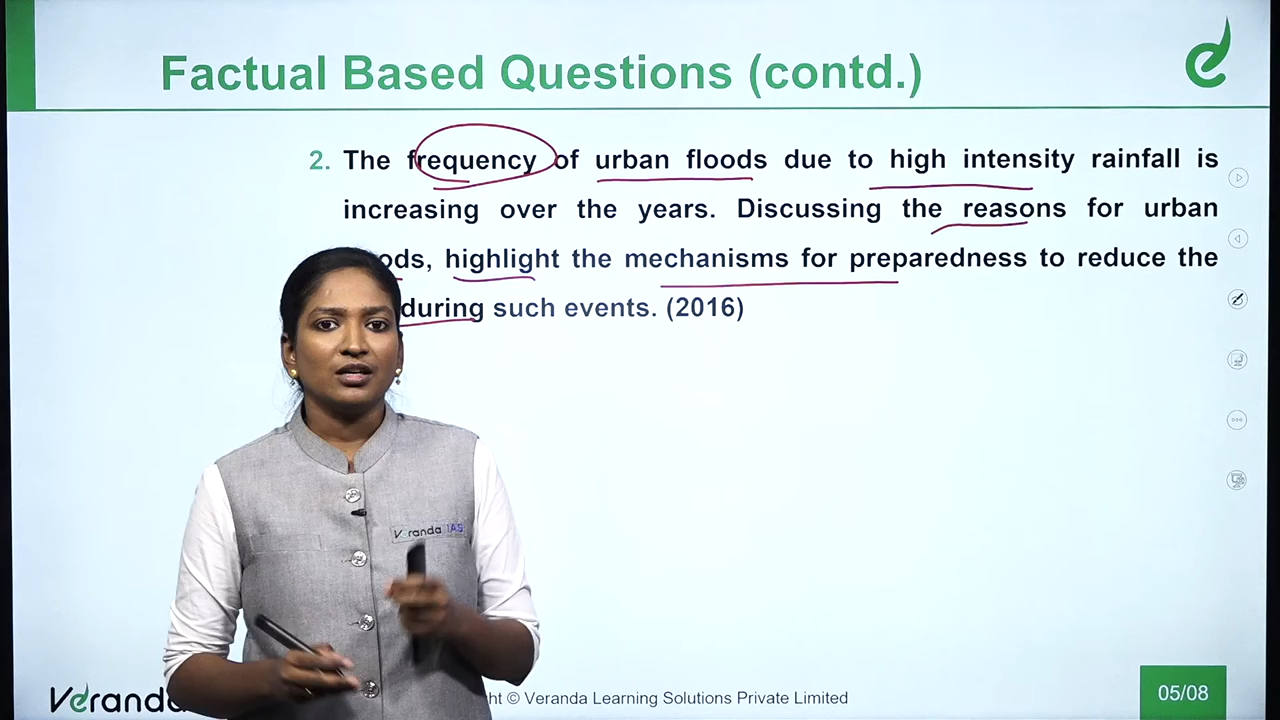 Factual Based Questions (contd.)
2. The frequency of urban floods due to high intensity rainfall is
increasing over the years. Discussing the reasons for urban
ods, highlight the mechanisms for preparedness to reduce the
during such events. (2016)
Veranda IAS
Veranda
ht © Veranda Learning Solutions Private Limited
05/08